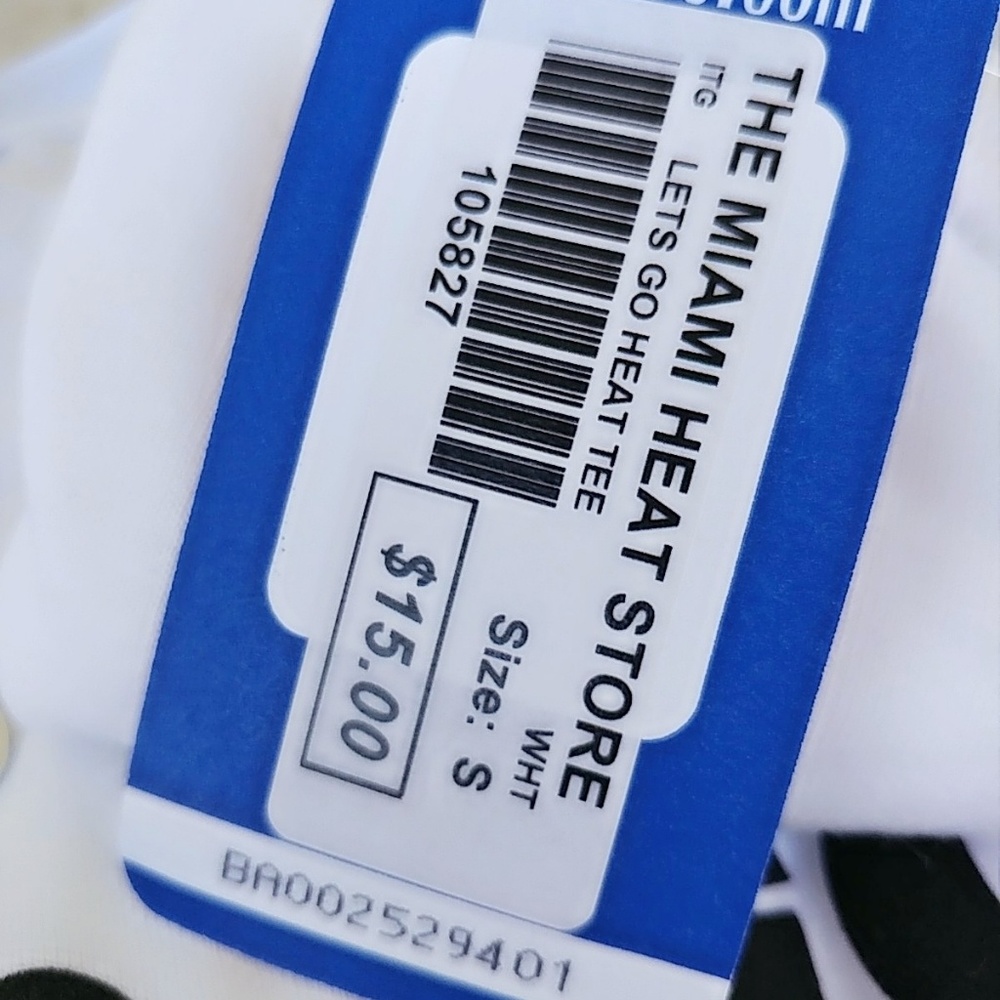 THE MIAMI HEAT STORE
ITG LETS GO HEAT TEE
WHT
105827
Size: S
$15.00
BA002529401